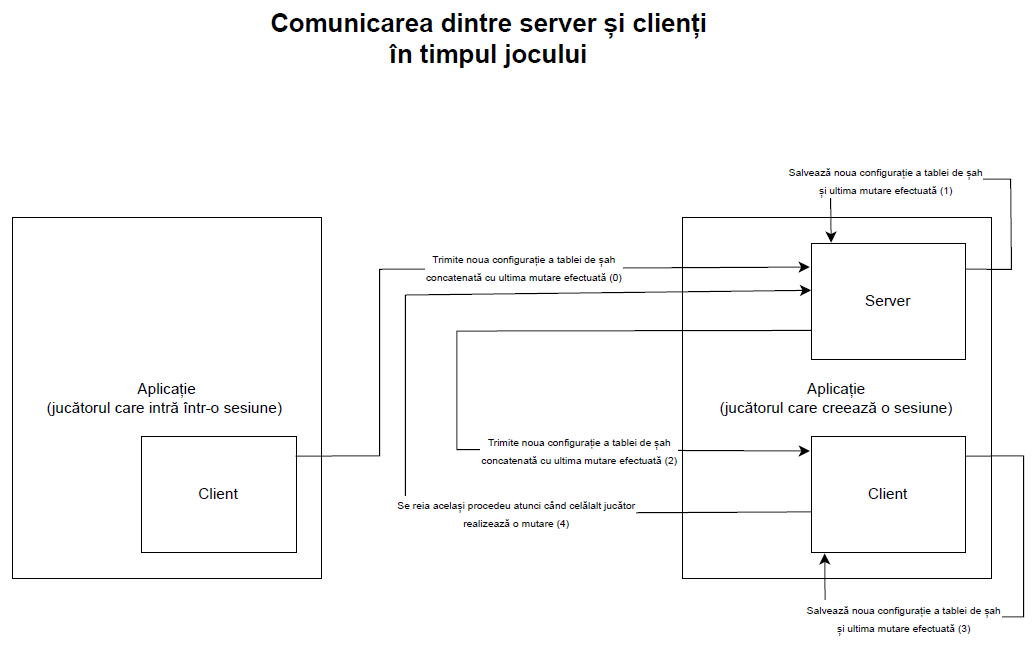 Comunicarea dintre server și clienți
în timpul jocului
Salvează noua configurație a tablei de șah
și ultima mutare efectuată (1)
Trimite noua configurație a tablei de șah
concatenată cu ultima mutare efectuată (0)
Server
Aplicație
(jucătorul care intră într-o sesiune)
Aplicație
(jucătorul care creează o sesiune)
Trimite noua configurație a tablei de șah
concatenată cu ultima mutare efectuată (2)
Client
Client
Se reia același procedeu atunci când celălalt jucător
realizează o mutare (4)
Salvează noua configurație a tablei de șah
și ultima mutare efectuată (3)